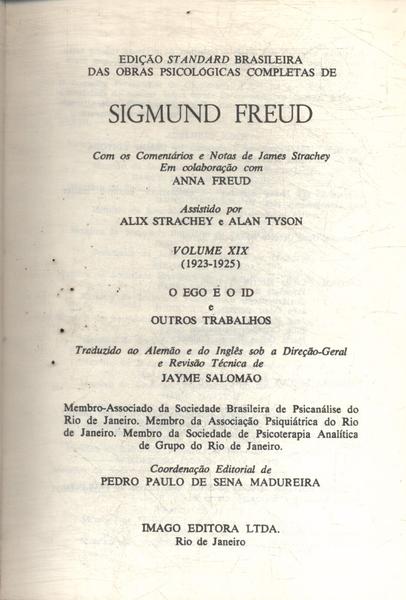 EDIÇÃO STANDARD BRASILEIRA
DAS OBRAS PSICOLÓGICAS COMPLETAS DE
SIGMUND FREUD
Com os Comentários e Notas de James Strachey
Em colaboração com
ANNA FREUD
Assistido por
ALIX STRACHEY e ALAN TYSON
VOLUME XIX
(1923-1925)
O EGO E O ID
e
OUTROS TRABALHOS
Traduzido ao Alemão e do Inglês sob a Direção-Geral
e Revisão Técnica de
JAYME SALOMÃO
Membro-Associado da Sociedade Brasileira de Psicanálise do
Rio de Janeiro. Membro da Associação Psiquiátrica do Rio
de Janeiro. Membro da Sociedade de Psicoterapia Analítica
de Grupo do Rio de Janeiro.
Coordenação Editorial de
PEDRO PAULO DE SENA MADUREIRA
IMAGO EDITORA LTDA.
Rio de Janeiro